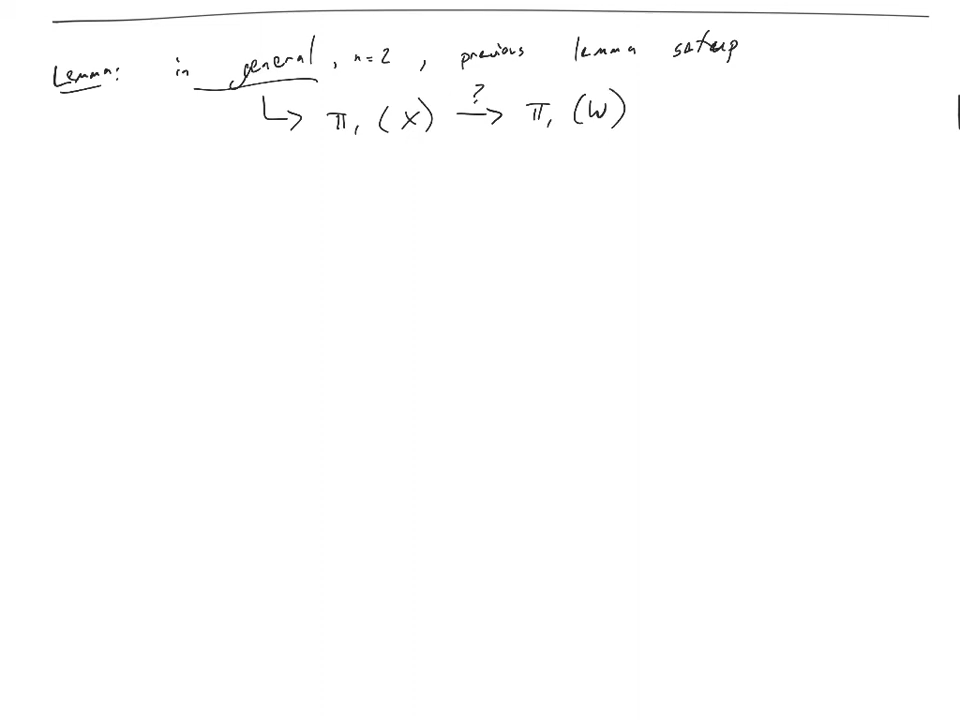 Lemma: in general, n=2, previous lemma setup
↳ π₁(X) →? π₁(W)